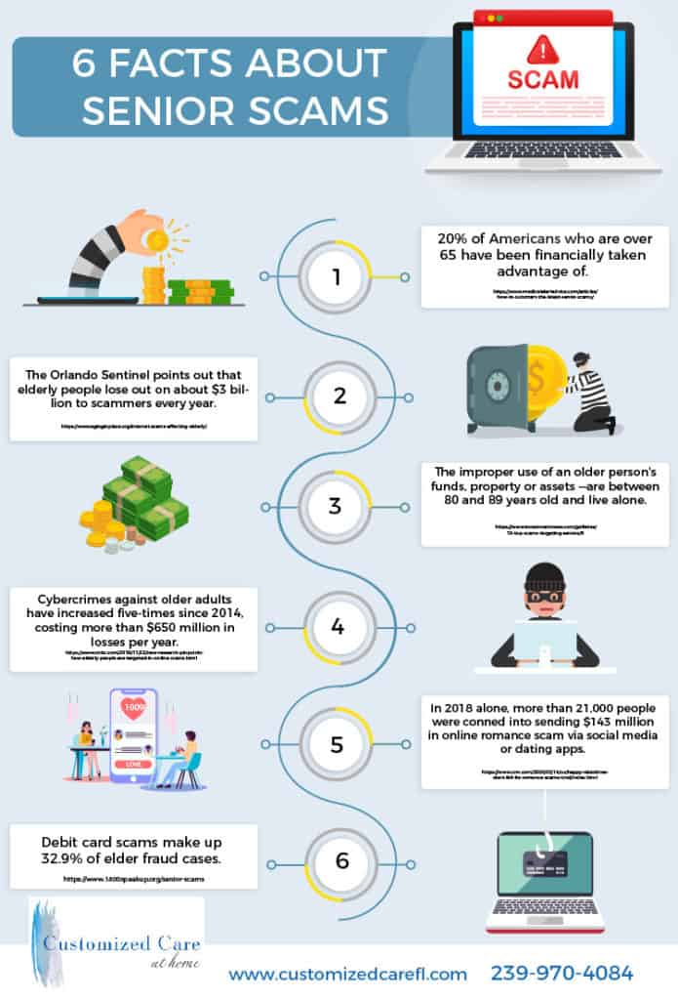 6 FACTS ABOUT
SENIOR SCAMS
SCAM
1
20% of Americans who are over
65 have been financially taken
advantage of.
2
The Orlando Sentinel points out that
elderly people lose out on about $3 bil-
lion to scammers every year.
3
The improper use of an older person's
funds, property or assets —are between
80 and 89 years old and live alone.
4
Cybercrimes against older adults
have increased five-times since 2014,
costing more than $650 million in
losses per year.
5
100%
LOVE
In 2018 alone, more than 21,000 people
were conned into sending $143 million
in online romance scam via social media
or dating apps.
6
Debit card scams make up
32.9% of elder fraud cases.
https://www.1800speakup.org/senior-scams
Customized Care
at home
www.customizedcarefl.com 239-970-4084